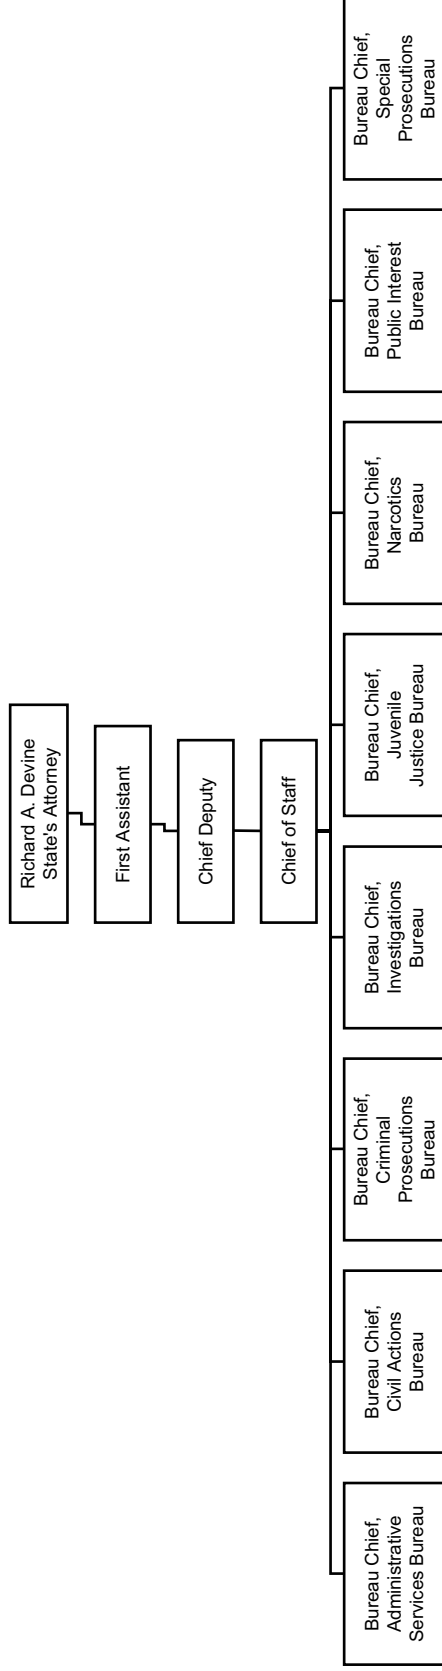 Richard A. Devine
State's Attorney
First Assistant
Chief Deputy
Chief of Staff
Bureau Chief,
Administrative
Services Bureau
Bureau Chief,
Civil Actions
Bureau
Bureau Chief,
Criminal
Prosecutions
Bureau
Bureau Chief,
Investigations
Bureau
Bureau Chief,
Juvenile
Justice Bureau
Bureau Chief,
Narcotics
Bureau
Bureau Chief,
Public Interest
Bureau
Bureau Chief,
Special
Prosecutions
Bureau